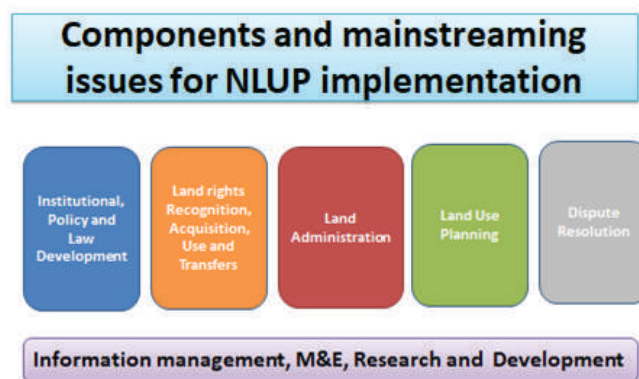 Components and mainstreaming
issues for NLUP implementation
Institutional,
Policy and
Law
Development
Land rights
Recognition,
Acquisition,
Use and
Transfers
Land
Administration
Land Use
Planning
Dispute
Resolution
Information management, M&E, Research and Development